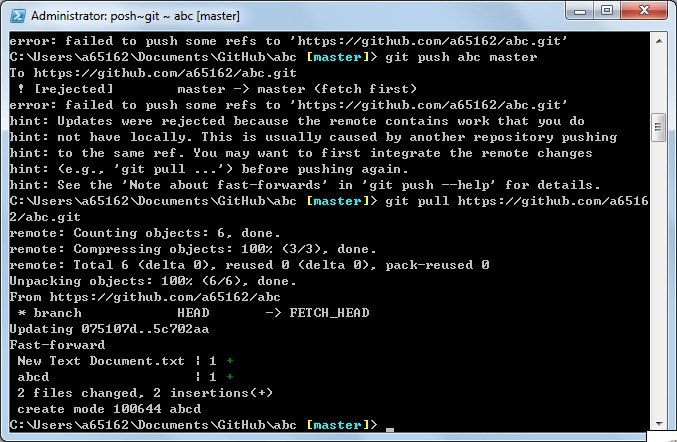 Administrator: posh~git ~ abc [master]
error: failed to push some refs to 'https://github.com/a65162/abc.git'
C:\Users\a65162\Documents\GitHub\abc [master]> git push abc master
To https://github.com/a65162/abc.git
 ! [rejected]        master -> master (fetch first)
error: failed to push some refs to 'https://github.com/a65162/abc.git'
hint: Updates were rejected because the remote contains work that you do
hint: not have locally. This is usually caused by another repository pushing
hint: to the same ref. You may want to first integrate the remote changes
hint: (e.g., 'git pull ...') before pushing again.
hint: See the 'Note about fast-forwards' in 'git push --help' for details.
C:\Users\a65162\Documents\GitHub\abc [master]> git pull https://github.com/a6516
2/abc.git
remote: Counting objects: 6, done.
remote: Compressing objects: 100% (3/3), done.
remote: Total 6 (delta 0), reused 0 (delta 0), pack-reused 0
Unpacking objects: 100% (6/6), done.
From https://github.com/a65162/abc
 * branch            HEAD       -> FETCH_HEAD
Updating 075107d..5c702aa
Fast-forward
 New Text Document.txt | 1 +
 abcd                  | 1 +
 2 files changed, 2 insertions(+)
 create mode 100644 abcd
C:\Users\a65162\Documents\GitHub\abc [master]> _